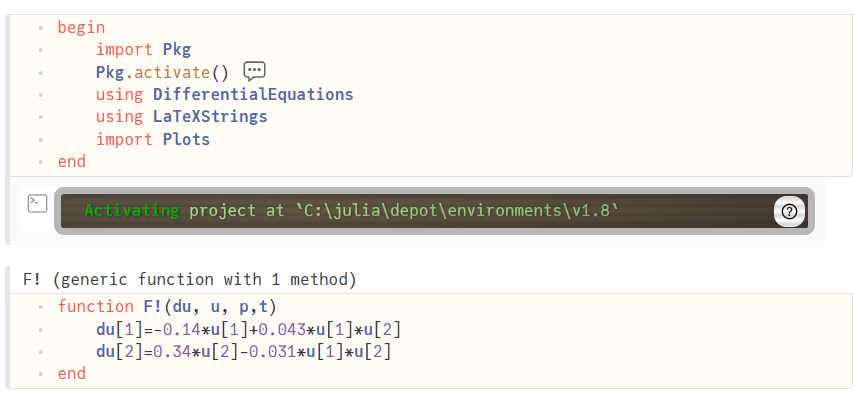 begin
import Pkg
Pkg.activate()
using DifferentialEquations
using LaTeXStrings
import Plots
end
Activating project at `C:\julia\depot\environments\v1.8`
F! (generic function with 1 method)
function F!(du, u, p,t)
du[1]=-0.14*u[1]+0.043*u[1]*u[2]
du[2]=0.34*u[2]-0.031*u[1]*u[2]
end